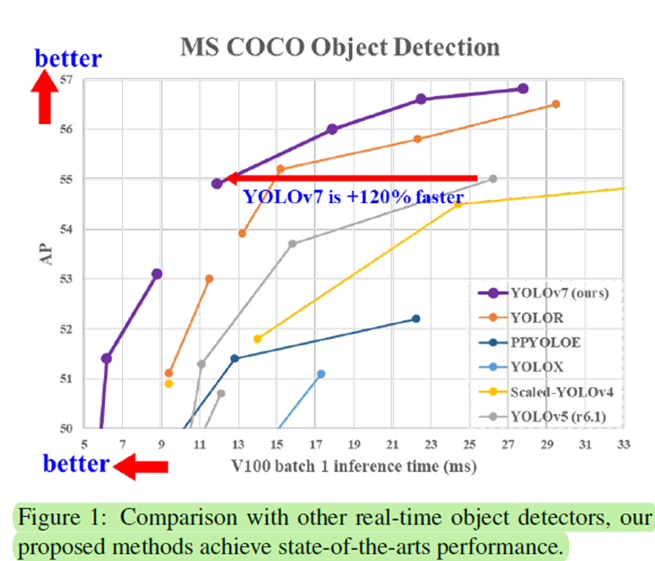 MS COCO Object Detection
better
57
56
55
54
53
52
51
50
AP
YOLOv7 is +120% faster
YOLOv7 (ours)
YOLOR
PPYOLOE
YOLOX
Scaled-YOLOv4
YOLOv5 (r6.1)
5 7 9 11 13 15 17 19 21 23 25 27 29 31 33
better
V100 batch 1 inference time (ms)
Figure 1: Comparison with other real-time object detectors, our
proposed methods achieve state-of-the-arts performance.